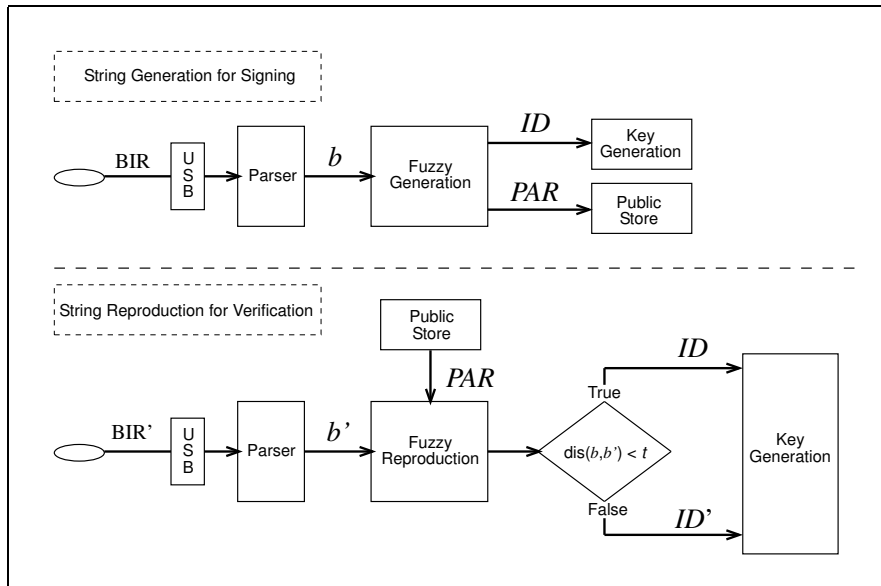 String Generation for Signing
BIR
U
S
B
Parser
b
Fuzzy
Generation
ID
Key
Generation
PAR
Public
Store
String Reproduction for Verification
Public
Store
PAR
BIR’
U
S
B
Parser
b’
Fuzzy
Reproduction
True
dis(b,b’) < t
False
ID
ID’
Key
Generation